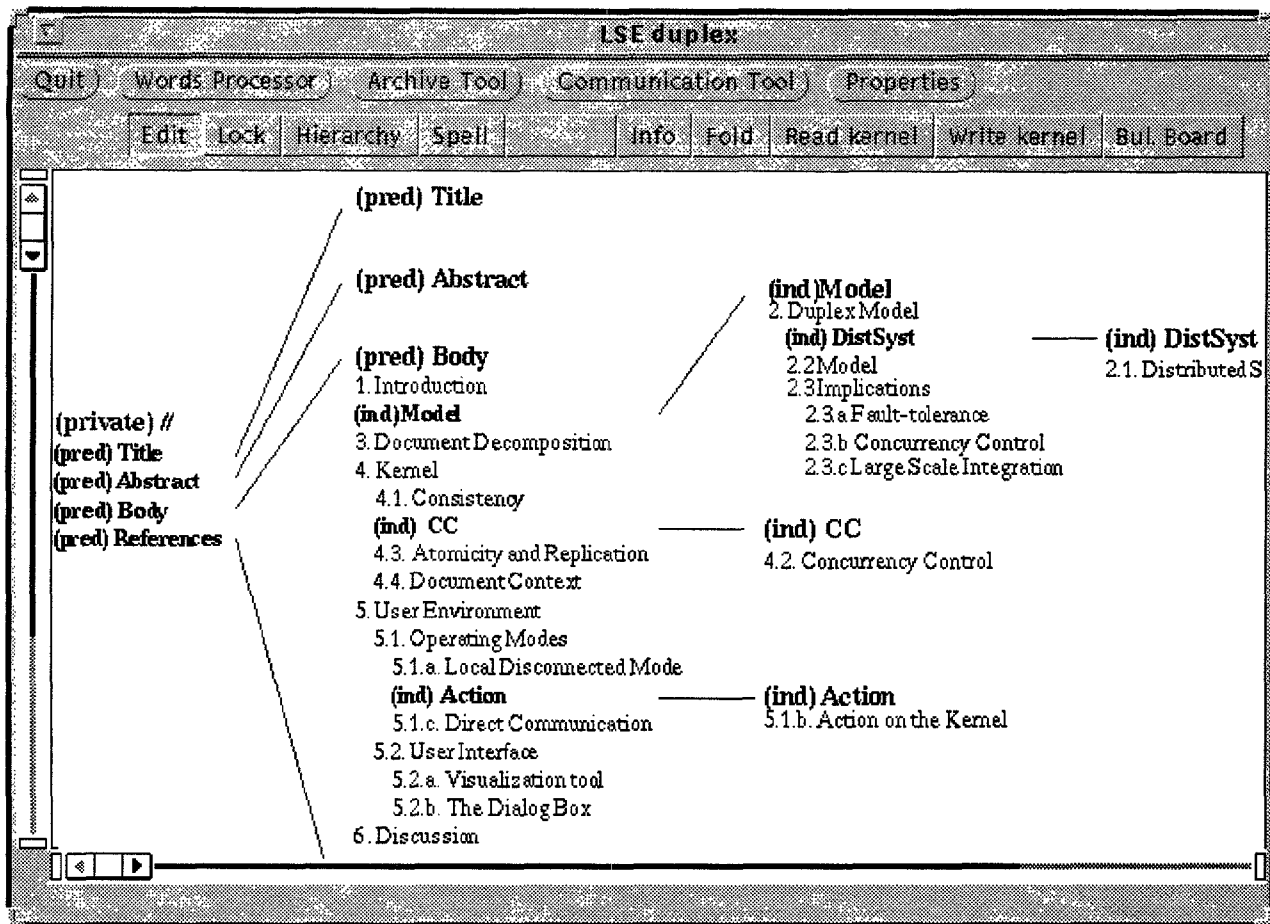 LSE duplex
Quit Words Processor Archive Tool Communication Tool Properties
Edit Lock Hierarchy Spell Info Fold Read kernel Write kernel Bul. Board
(private) //
(pred) Title
(pred) Abstract
(pred) Body
(pred) References
(pred) Title
(pred) Abstract
(pred) Body
1. Introduction
(ind)Model
3. Document Decomposition
4. Kernel
4.1. Consistency
(ind) CC
4.3. Atomicity and Replication
4.4. Document Context
5. User Environment
5.1. Operating Modes
5.1.a. Local Disconnected Mode
(ind) Action
5.1.c. Direct Communication
5.2. User Interface
5.2.a. Visualization tool
5.2.b. The Dialog Box
6. Discussion
(ind)Model
2. Duplex Model
(ind) DistSyst
2.2 Model
2.3 Implications
2.3.a Fault-tolerance
2.3.b Concurrency Control
2.3.c Large Scale Integration
(ind) CC
4.2. Concurrency Control
(ind) Action
5.1.b. Action on the Kernel
(ind) DistSyst
2.1. Distributed S